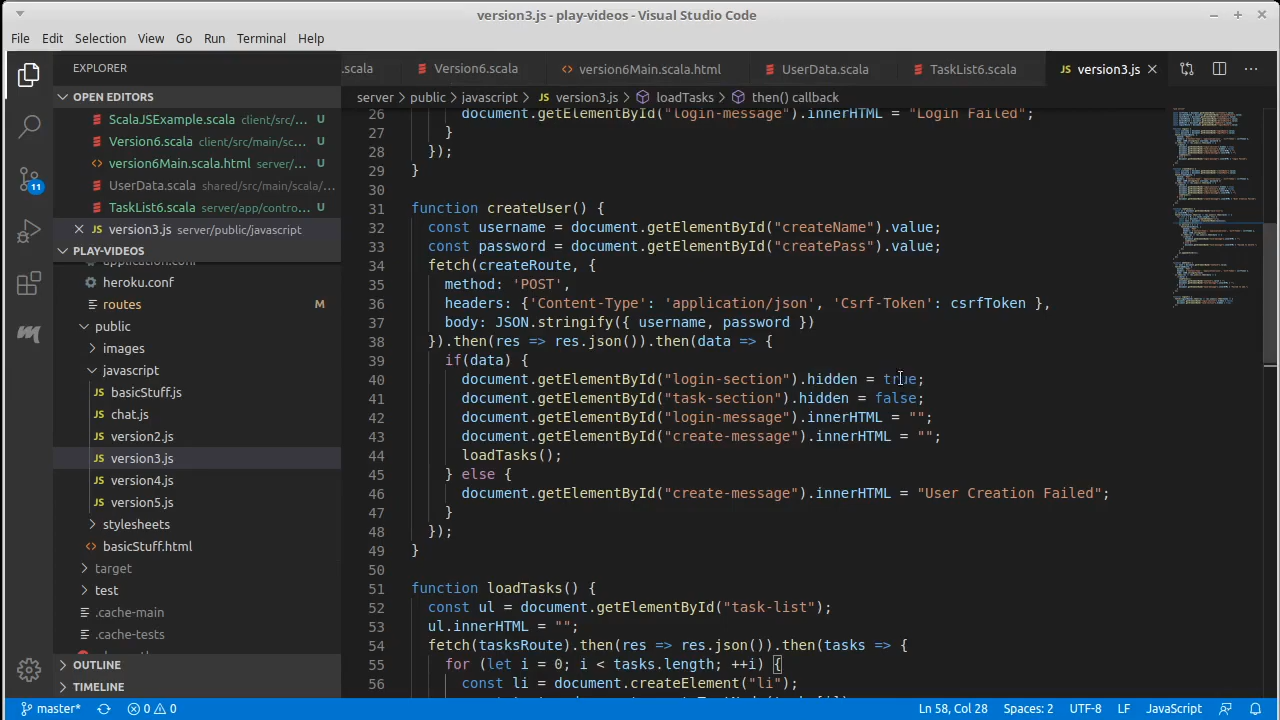 version3.js - play-videos - Visual Studio Code
File Edit Selection View Go Run Terminal Help
EXPLORER
.scala Version6.scala version6Main.scala.html UserData.scala TaskList6.scala JS version3.js
OPEN EDITORS
ScalaJSExample.scala client/src/... U
Version6.scala client/src/main/sc... U
version6Main.scala.html server/... U
UserData.scala shared/src/main/scala/...
TaskList6.scala server/app/contro... U
JS version3.js server/public/javascript
PLAY-VIDEOS
heroku.conf
routes M
public
images
javascript
JS basicStuff.js
JS chat.js
JS version2.js
JS version3.js
JS version4.js
JS version5.js
stylesheets
basicStuff.html
target
test
.cache-main
.cache-tests
OUTLINE
TIMELINE
11
server > public > javascript > JS version3.js > loadTasks > then() callback
26 document.getElementById("login-message").innerHTML = "Login Failed";
27 }
28 });
29 }
30
31 function createUser() {
32 const username = document.getElementById("createName").value;
33 const password = document.getElementById("createPass").value;
34 fetch(createRoute, {
35 method: 'POST',
36 headers: {'Content-Type': 'application/json', 'Csrf-Token': csrfToken },
37 body: JSON.stringify({ username, password })
38 }).then(res => res.json()).then(data => {
39 if(data) {
40 document.getElementById("login-section").hidden = true;
41 document.getElementById("task-section").hidden = false;
42 document.getElementById("login-message").innerHTML = "";
43 document.getElementById("create-message").innerHTML = "";
44 loadTasks();
45 } else {
46 document.getElementById("create-message").innerHTML = "User Creation Failed";
47 }
48 });
49 }
50
51 function loadTasks() {
52 const ul = document.getElementById("task-list");
53 ul.innerHTML = "";
54 fetch(tasksRoute).then(res => res.json()).then(tasks => {
55 for (let i = 0; i < tasks.length; ++i) {
56 const li = document.createElement("li");
master* 0 0 Ln 58, Col 28 Spaces: 2 UTF-8 LF JavaScript